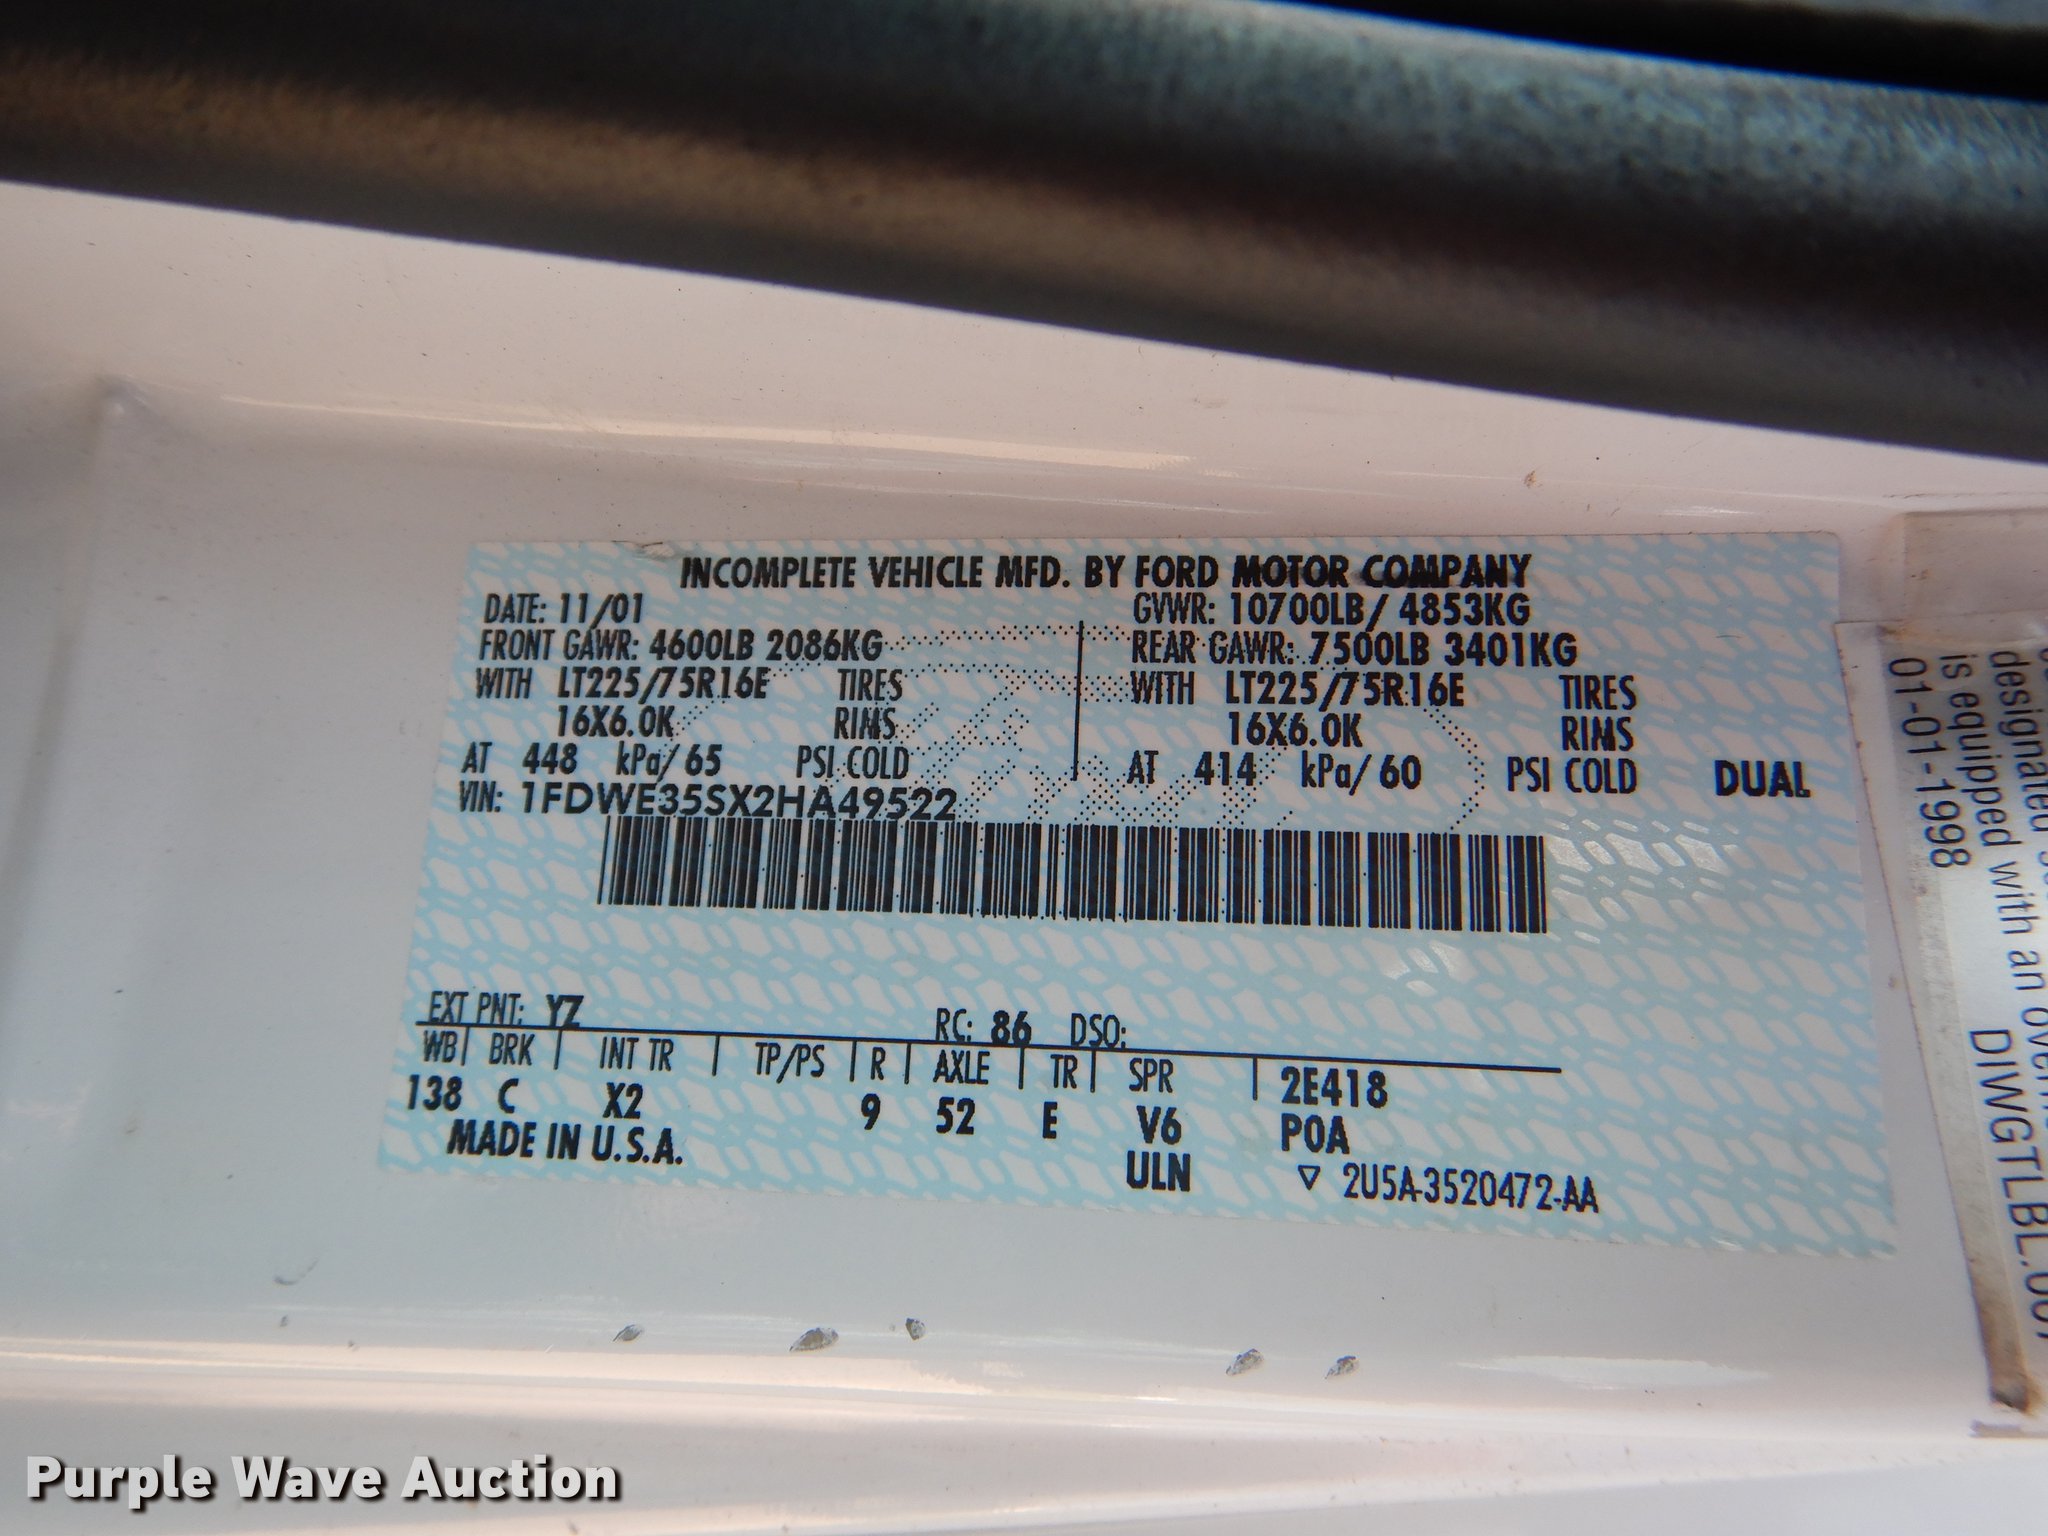 INCOMPLETE VEHICLE MFD. BY FORD MOTOR COMPANY
DATE: 11/01 GVWR: 10700LB/ 4853KG
FRONT GAWR: 4600LB 2086KG REAR GAWR: 7500LB 3401KG
WITH LT225/75R16E TIRES WITH LT225/75R16E TIRES
16X6.0K RIMS 16X6.0K RIMS
AT 448 kPa/ 65 PSI COLD AT 414 kPa/ 60 PSI COLD DUAL
VIN: 1FDWE35SX2HA49522
EXT PNT: YZ RC: 86 DSO:
WB | BRK | INT TR | TP/PS | R | AXLE | TR | SPR | 2E418
138 C X2 9 52 E V6 P0A
MADE IN U.S.A. ULN ▽ 2U5A-3520472-AA
designated
is equipped with an
01-01-1998 DIWGTLBL.
Purple Wave Auction